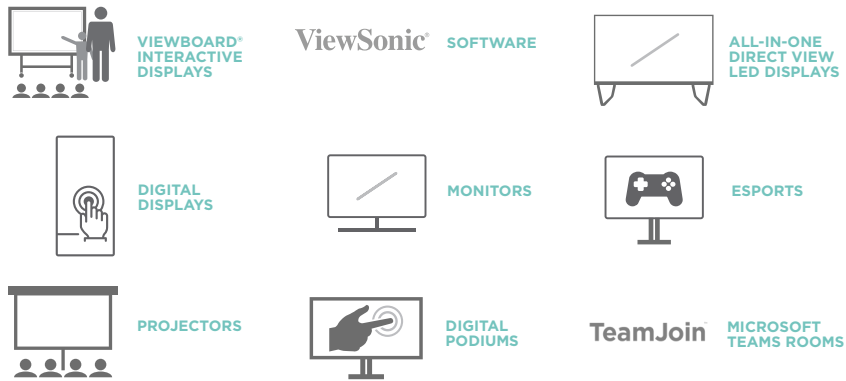 VIEWBOARD®
INTERACTIVE
DISPLAYS
ViewSonic®
SOFTWARE
ALL-IN-ONE
DIRECT VIEW
LED DISPLAYS
DIGITAL
DISPLAYS
MONITORS
ESPORTS
PROJECTORS
DIGITAL
PODIUMS
TeamJoin™
MICROSOFT
TEAMS ROOMS